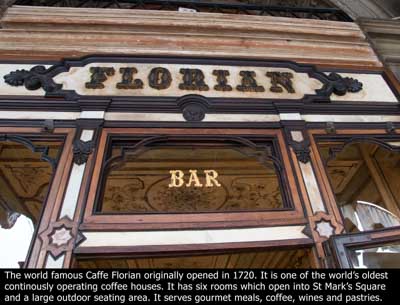 FLORIAN
BAR
The world famous Caffe Florian originally opened in 1720. It is one of the world's oldest
continously operating coffee houses. It has six rooms which open into St Mark's Square
and a large outdoor seating area. It serves gourmet meals, coffee, wines and pastries.